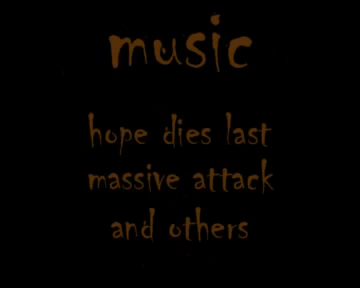 music
hope dies last
massive attack
and others